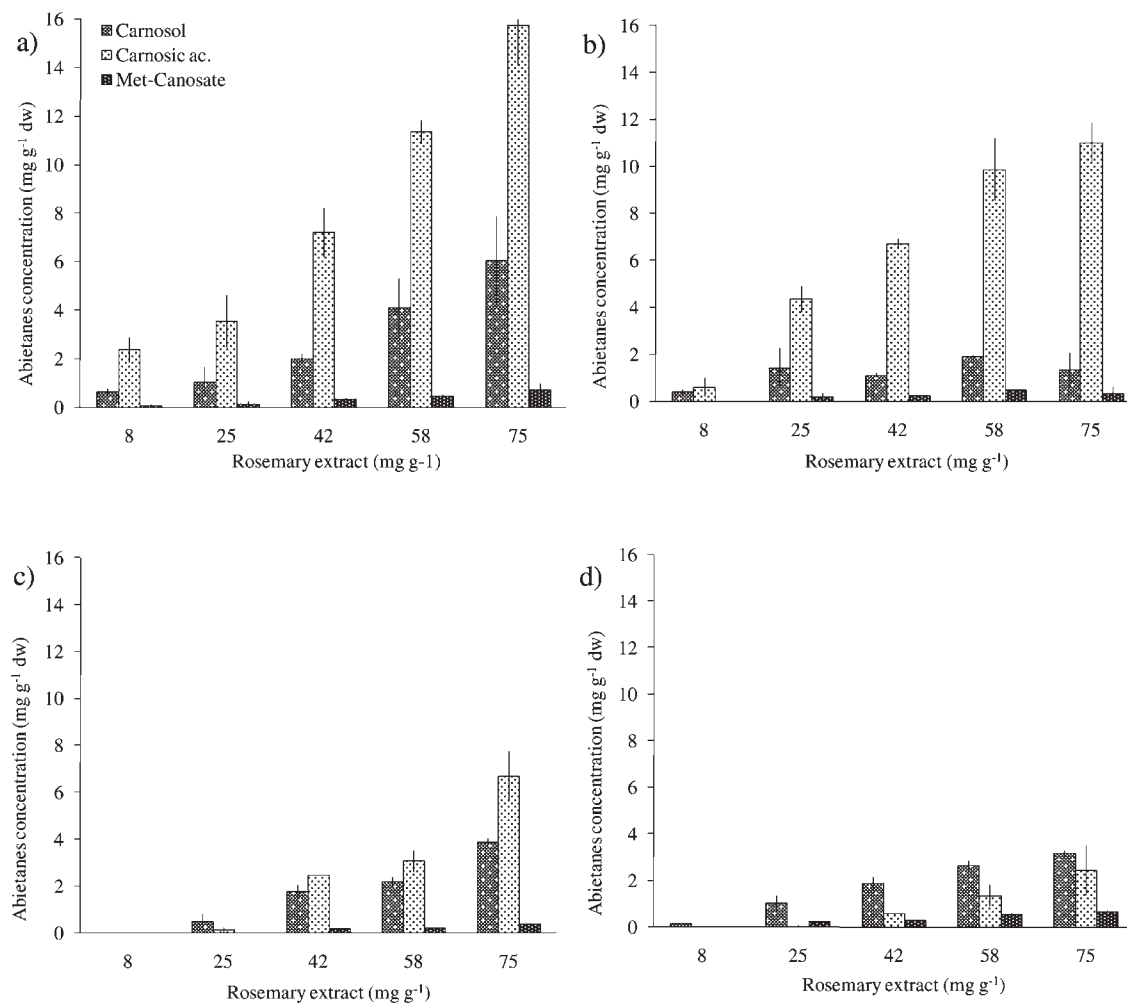 a)
Carnosol
Carnosic ac.
Met-Canosate
Abietanes concentration (mg g⁻¹ dw)
16
14
12
10
8
6
4
2
0
8 25 42 58 75
Rosemary extract (mg g-1)
b)
Abietanes concentration (mg g⁻¹ dw)
16
14
12
10
8
6
4
2
0
8 25 42 58 75
Rosemary extract (mg g⁻¹)
c)
Abietanes concentration (mg g⁻¹ dw)
16
14
12
10
8
6
4
2
0
8 25 42 58 75
Rosemary extract (mg g⁻¹)
d)
Abietanes concentration (mg g⁻¹ dw)
16
14
12
10
8
6
4
2
0
8 25 42 58 75
Rosemary extract (mg g⁻¹)